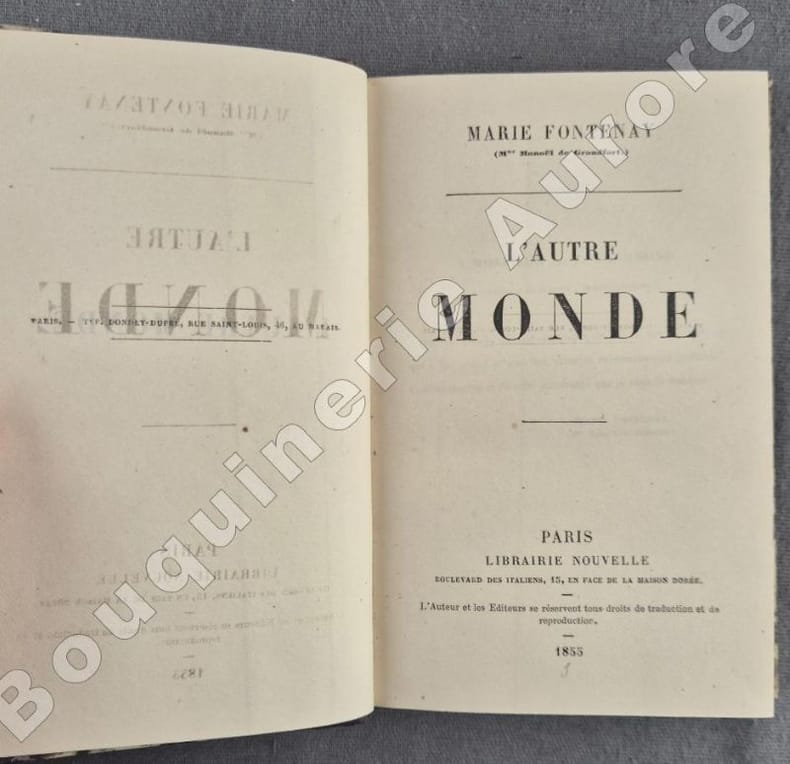 PARIS. — TYP. DONDEY-DUPRÉ, RUE SAINT-LOUIS, 46, AU MARAIS.
MARIE FONTENAY
(Mme Manoël de Grandfort.)
L'AUTRE
MONDE
PARIS
LIBRAIRIE NOUVELLE
BOULEVARD DES ITALIENS, 15, EN FACE DE LA MAISON DORÉE.
L'Auteur et les Editeurs se réservent tous droits de traduction et de
reproduction.
1855
Bouquinerie Aurore